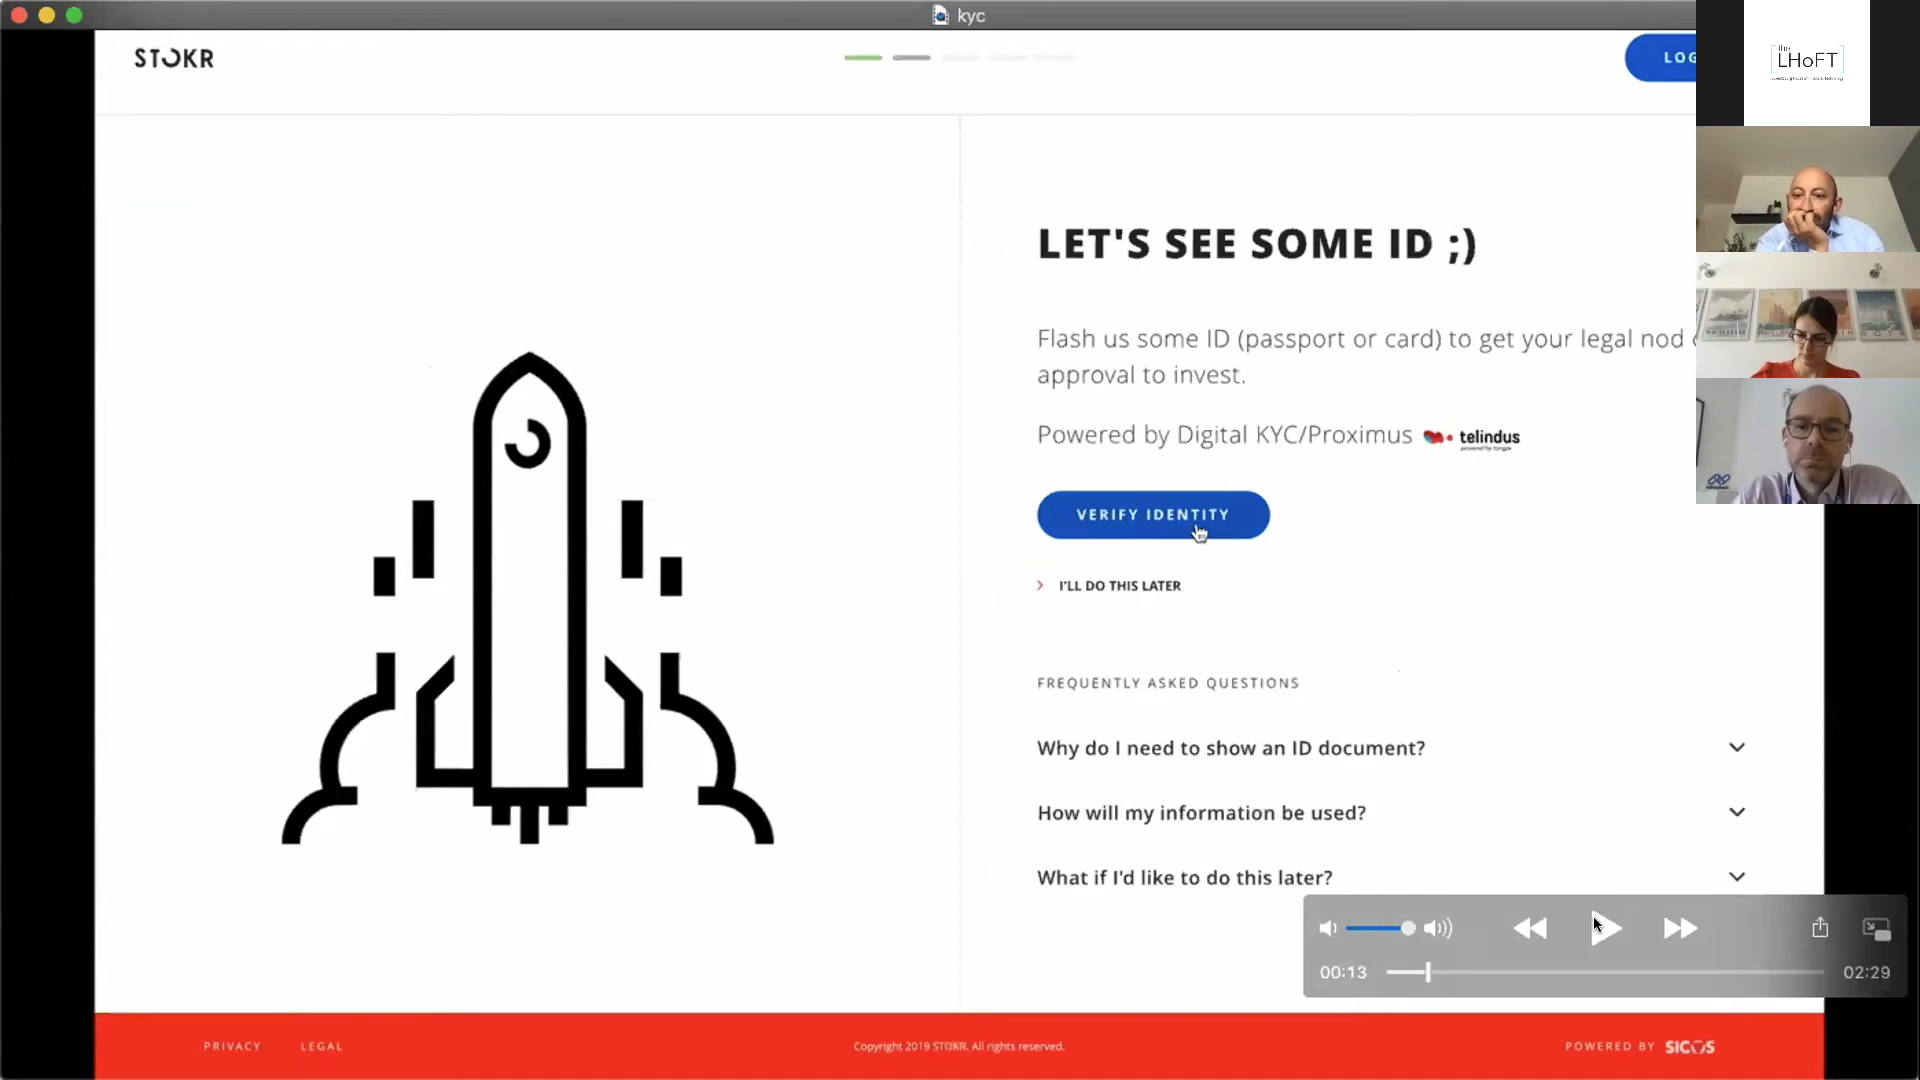 kyc
STOKR
LOG
The
LHoFT
LET'S SEE SOME ID ;)
Flash us some ID (passport or card) to get your legal nod
approval to invest.
Powered by Digital KYC/Proximus telindus
VERIFY IDENTITY
I'LL DO THIS LATER
FREQUENTLY ASKED QUESTIONS
Why do I need to show an ID document?
How will my information be used?
What if I'd like to do this later?
00:13
02:29
PRIVACY LEGAL
Copyright 2019 STOKR. All rights reserved.
POWERED BY SICOS